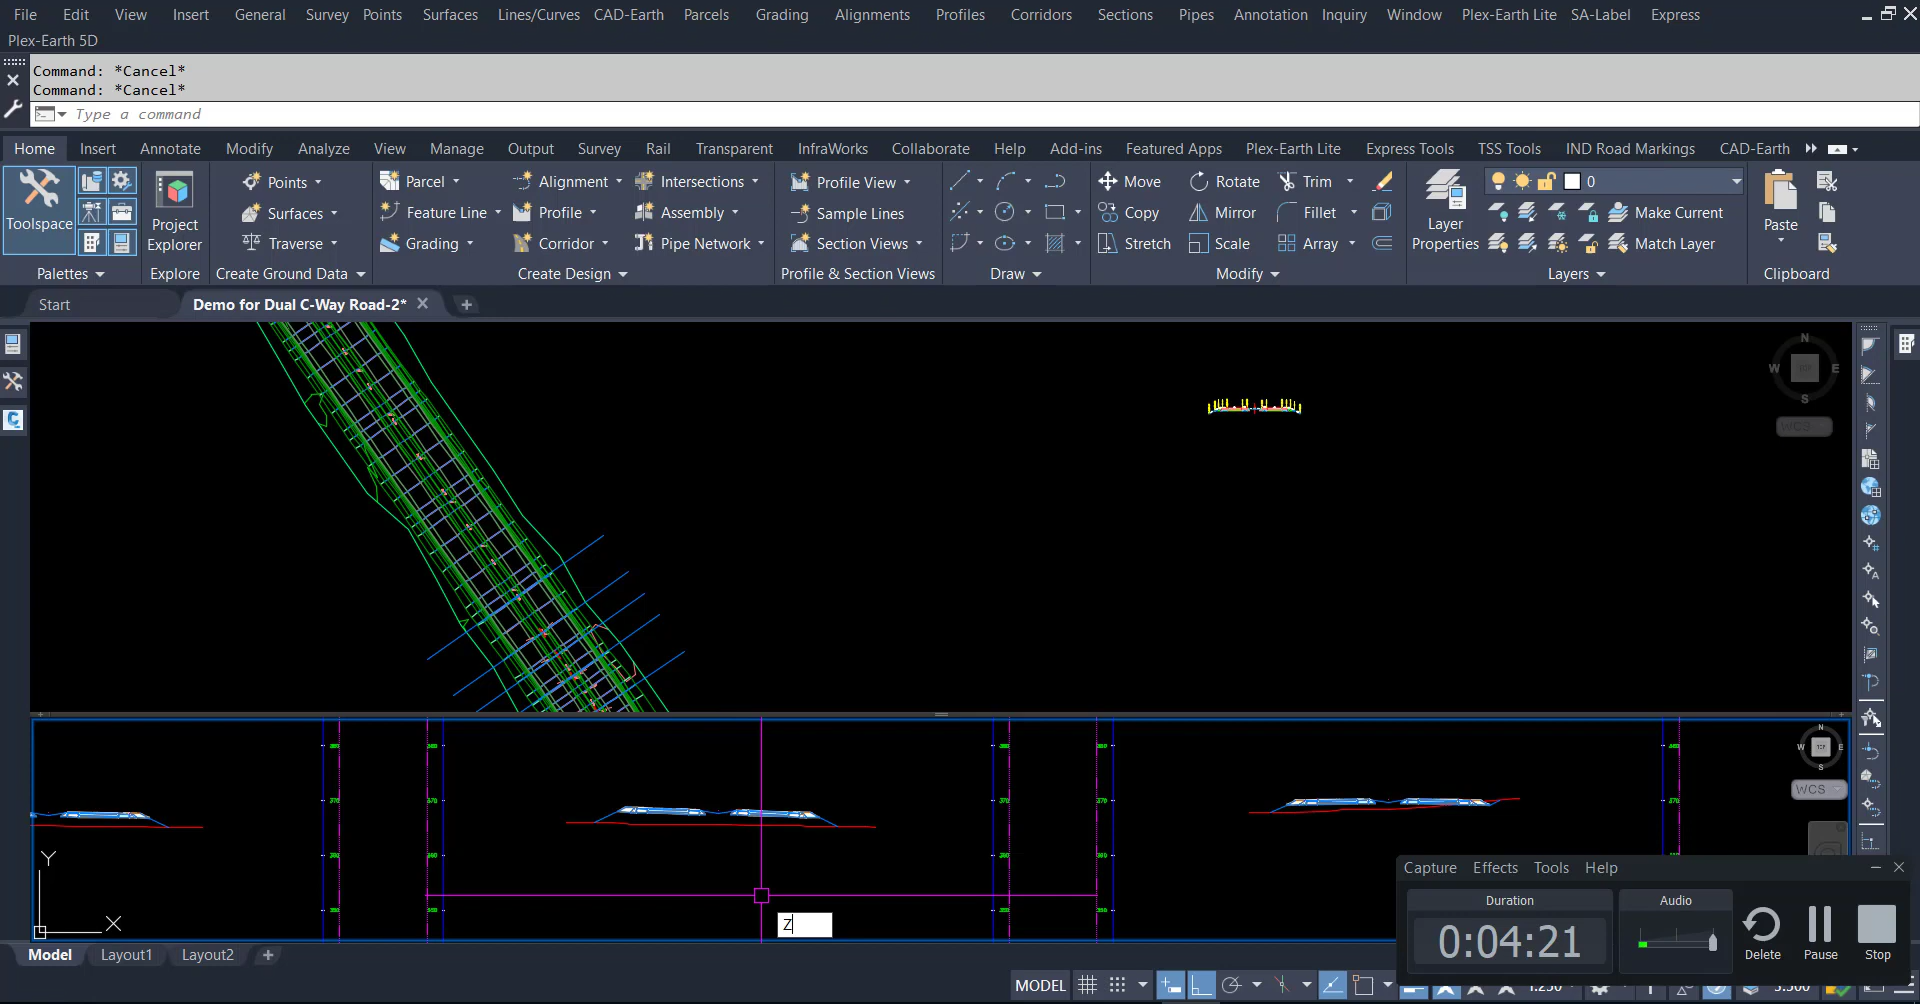 File Edit View Insert General Survey Points Surfaces Lines/Curves CAD-Earth Parcels Grading Alignments Profiles Corridors Sections Pipes Annotation Inquiry Window Plex-Earth Lite SA-Label Express
Plex-Earth 5D
Command: *Cancel*
Command: *Cancel*
Type a command
Home Insert Annotate Modify Analyze View Manage Output Survey Rail Transparent InfraWorks Collaborate Help Add-ins Featured Apps Plex-Earth Lite Express Tools TSS Tools IND Road Markings CAD-Earth
Points Parcel Alignment Intersections Profile View Move Rotate Trim 0
Toolspace Project Explorer Surfaces Feature Line Profile Assembly Sample Lines Copy Mirror Fillet Layer Properties Make Current Paste
Traverse Grading Corridor Pipe Network Section Views Stretch Scale Array Match Layer
Palettes Explore Create Ground Data Create Design Profile & Section Views Draw Modify Layers Clipboard
Start Demo for Dual C-Way Road-2*
N
W TOP E
S
WCS
N
W TOP E
S
WCS
Y
X
Z
Capture Effects Tools Help
Duration Audio
0:04:21
Delete Pause Stop
Model Layout1 Layout2
MODEL